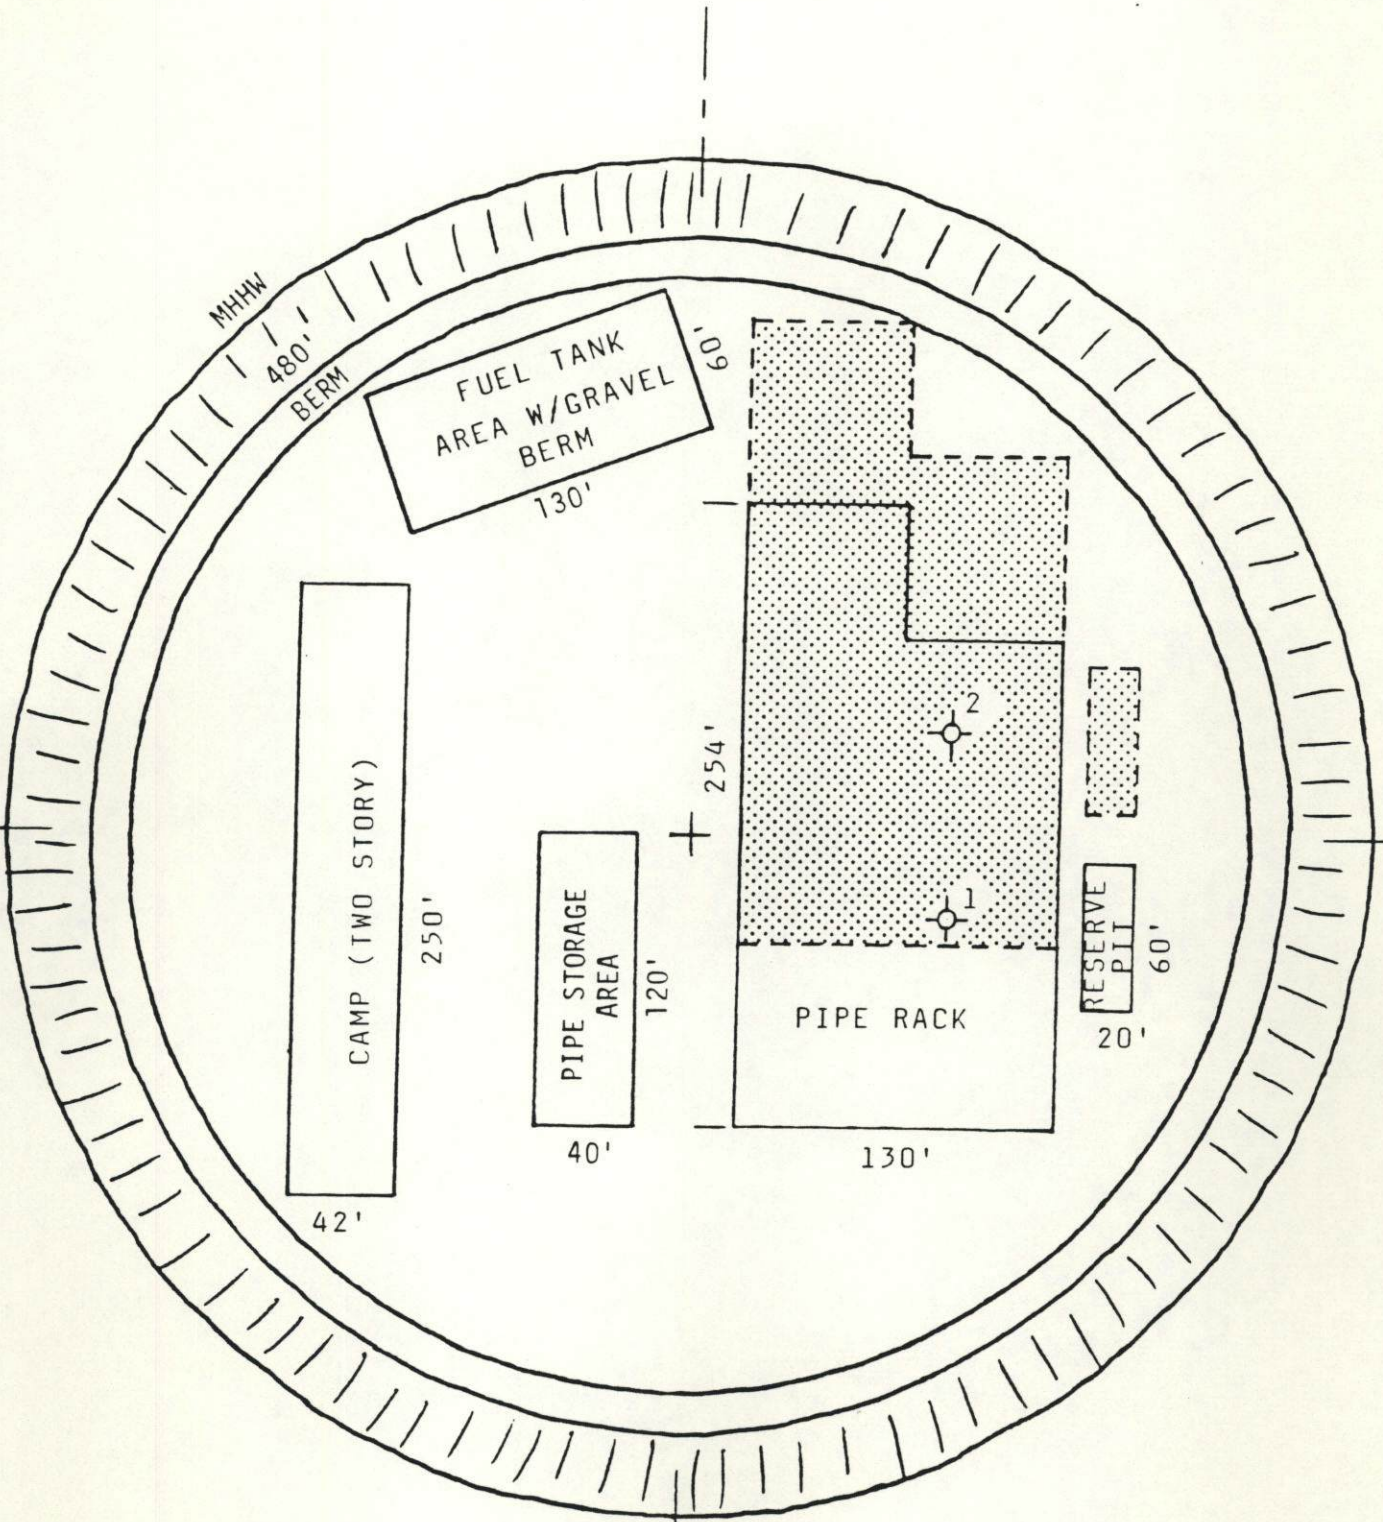 MHHW
480'
BERM
FUEL TANK
AREA W/GRAVEL
BERM
130'
60'
254'
2
1
CAMP (TWO STORY)
250'
42'
PIPE STORAGE
AREA
120'
40'
PIPE RACK
130'
RESERVE
PIT
60'
20'